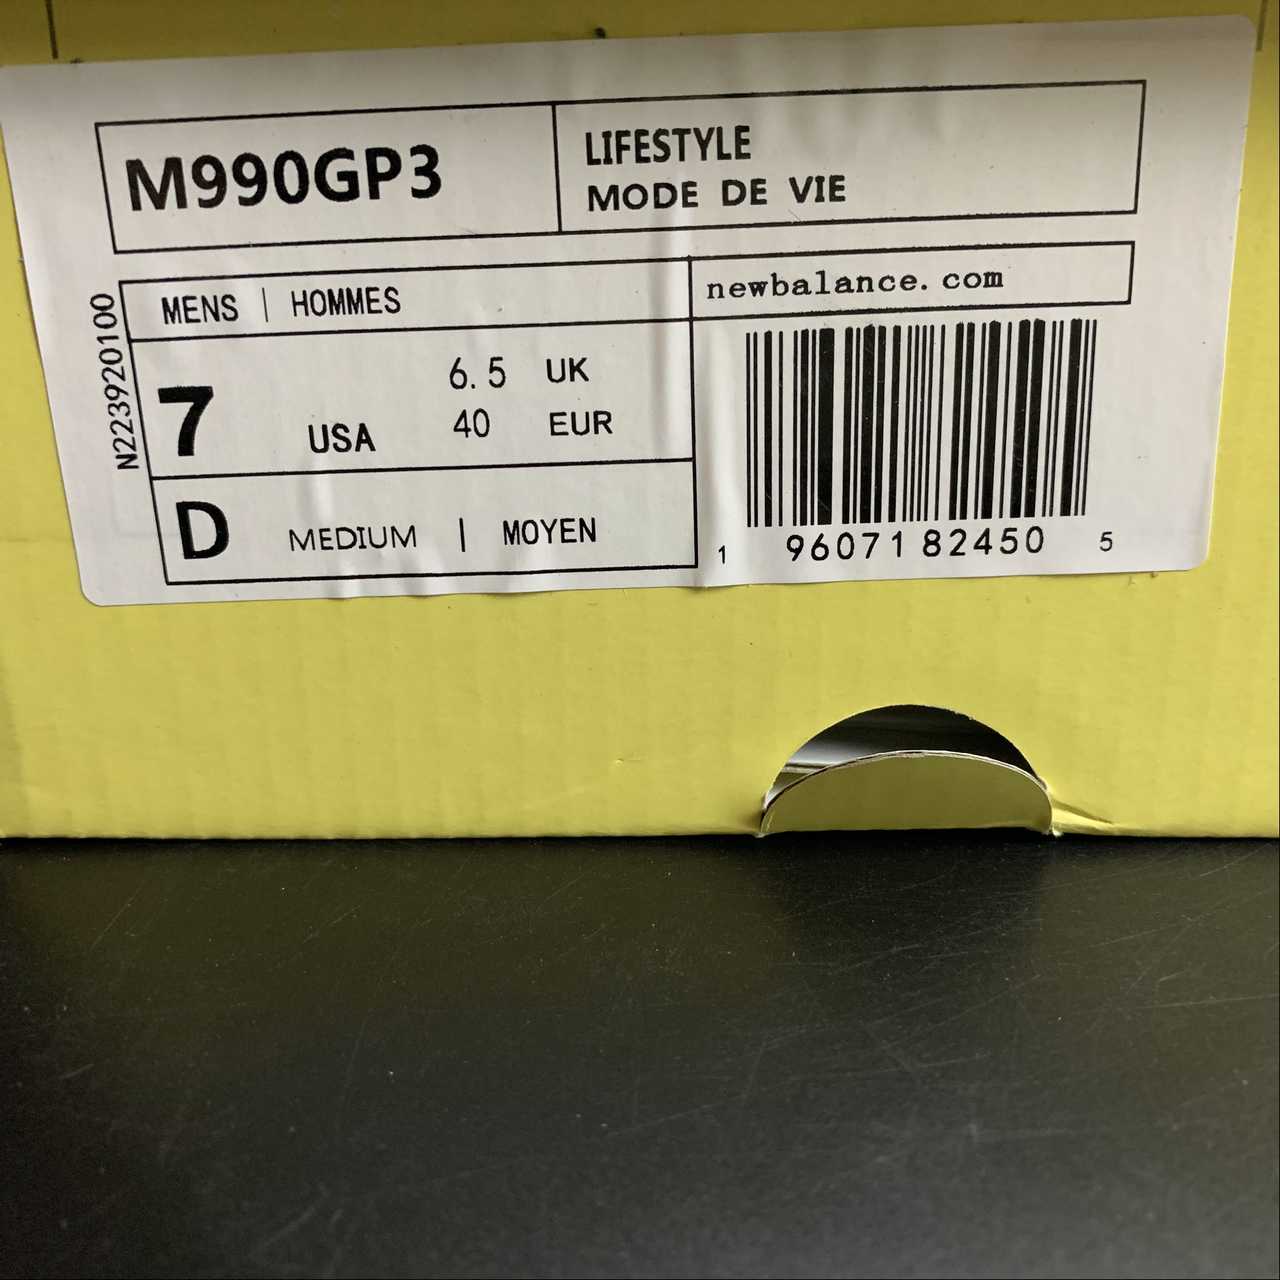 M990GP3
LIFESTYLE
MODE DE VIE
MENS | HOMMES
newbalance.com
N223920100
7 USA
6.5 UK
40 EUR
D MEDIUM | MOYEN
1 96071 82450 5